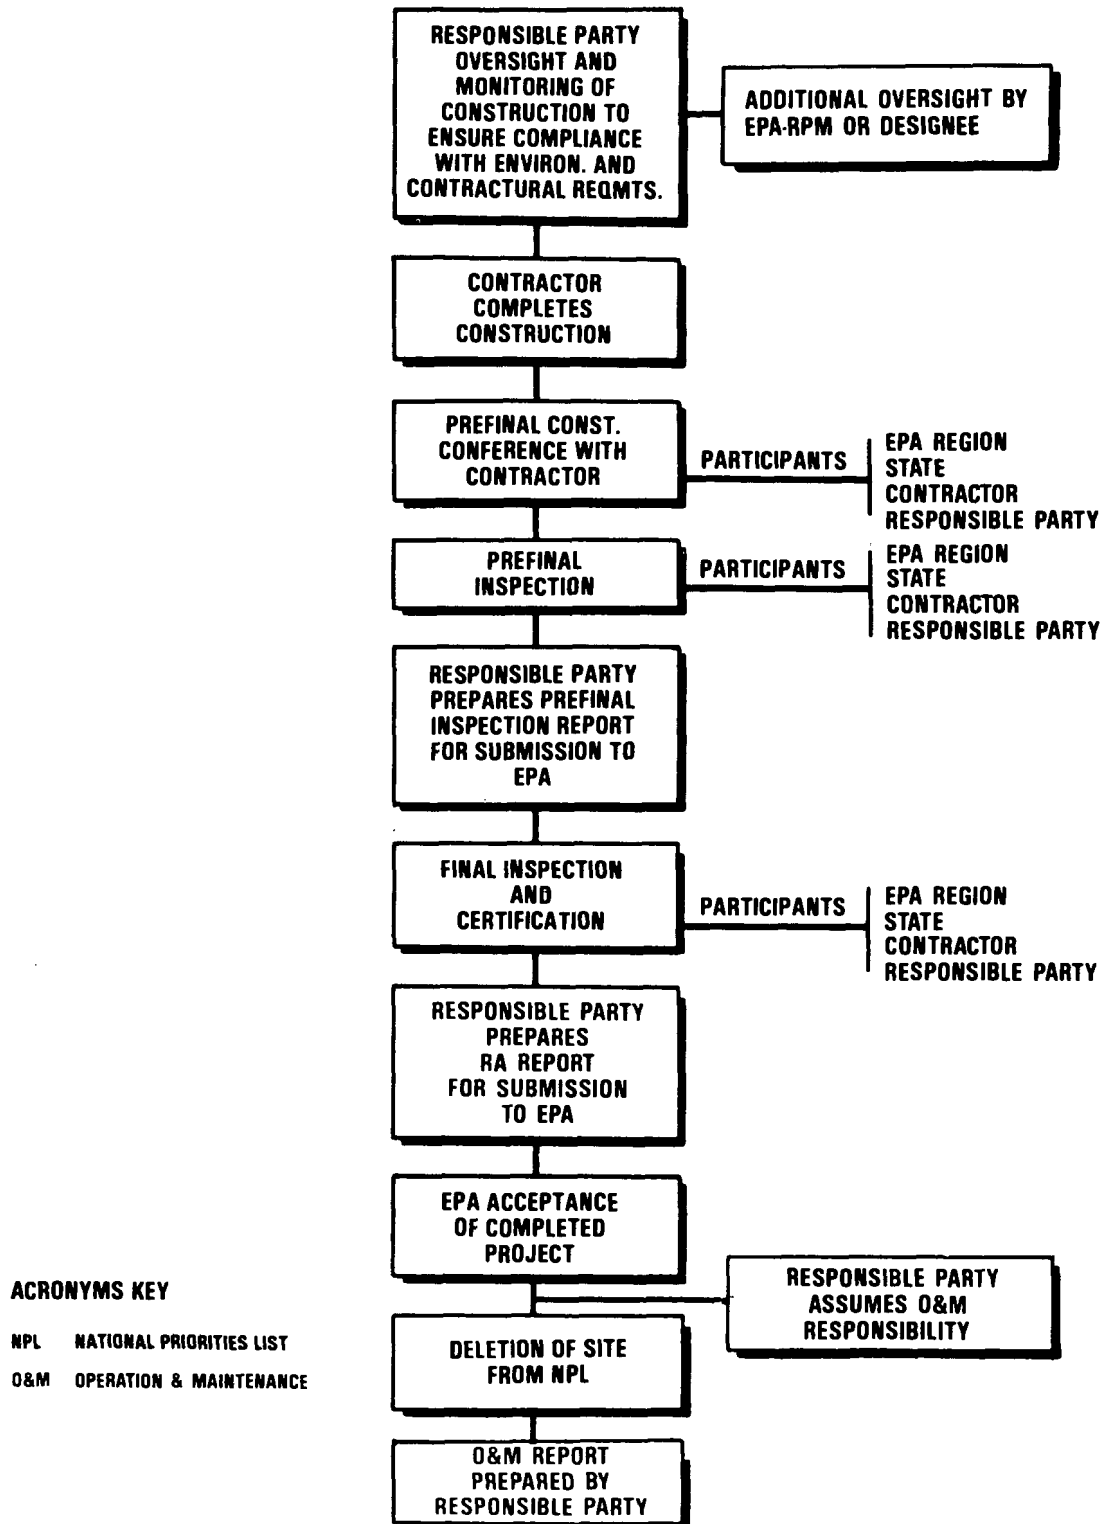 RESPONSIBLE PARTY
OVERSIGHT AND
MONITORING OF
CONSTRUCTION TO
ENSURE COMPLIANCE
WITH ENVIRON. AND
CONTRACTURAL REQMTS.
ADDITIONAL OVERSIGHT BY
EPA-RPM OR DESIGNEE
CONTRACTOR
COMPLETES
CONSTRUCTION
PREFINAL CONST.
CONFERENCE WITH
CONTRACTOR
PARTICIPANTS
EPA REGION
STATE
CONTRACTOR
RESPONSIBLE PARTY
PREFINAL
INSPECTION
PARTICIPANTS
EPA REGION
STATE
CONTRACTOR
RESPONSIBLE PARTY
RESPONSIBLE PARTY
PREPARES PREFINAL
INSPECTION REPORT
FOR SUBMISSION TO
EPA
FINAL INSPECTION
AND
CERTIFICATION
PARTICIPANTS
EPA REGION
STATE
CONTRACTOR
RESPONSIBLE PARTY
RESPONSIBLE PARTY
PREPARES
RA REPORT
FOR SUBMISSION
TO EPA
EPA ACCEPTANCE
OF COMPLETED
PROJECT
RESPONSIBLE PARTY
ASSUMES O&M
RESPONSIBILITY
DELETION OF SITE
FROM NPL
O&M REPORT
PREPARED BY
RESPONSIBLE PARTY
ACRONYMS KEY
NPL NATIONAL PRIORITIES LIST
O&M OPERATION & MAINTENANCE